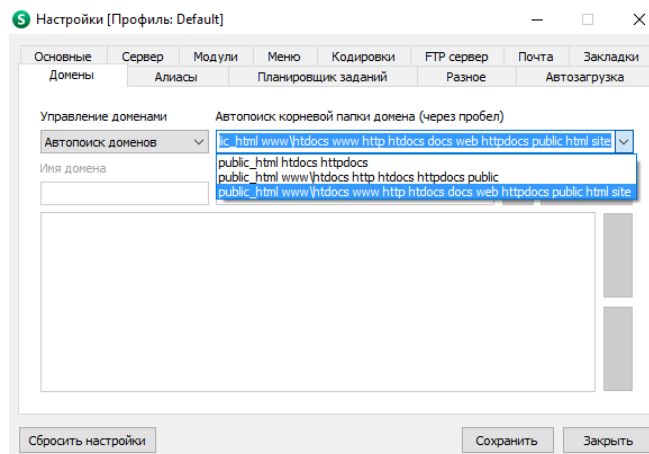 S Настройки [Профиль: Default]
Основные Сервер Модули Меню Кодировки FTP сервер Почта Закладки
Домены Алиасы Планировщик заданий Разное Автозагрузка
Управление доменами Автопоиск корневой папки домена (через пробел)
Автопоиск доменов lic_html www\htdocs www http htdocs docs web httpdocs public html site
Имя домена
public_html htdocs httpdocs
public_html www\htdocs http htdocs httpdocs public
public_html www\htdocs www http htdocs docs web httpdocs public html site
Сбросить настройки Сохранить Закрыть